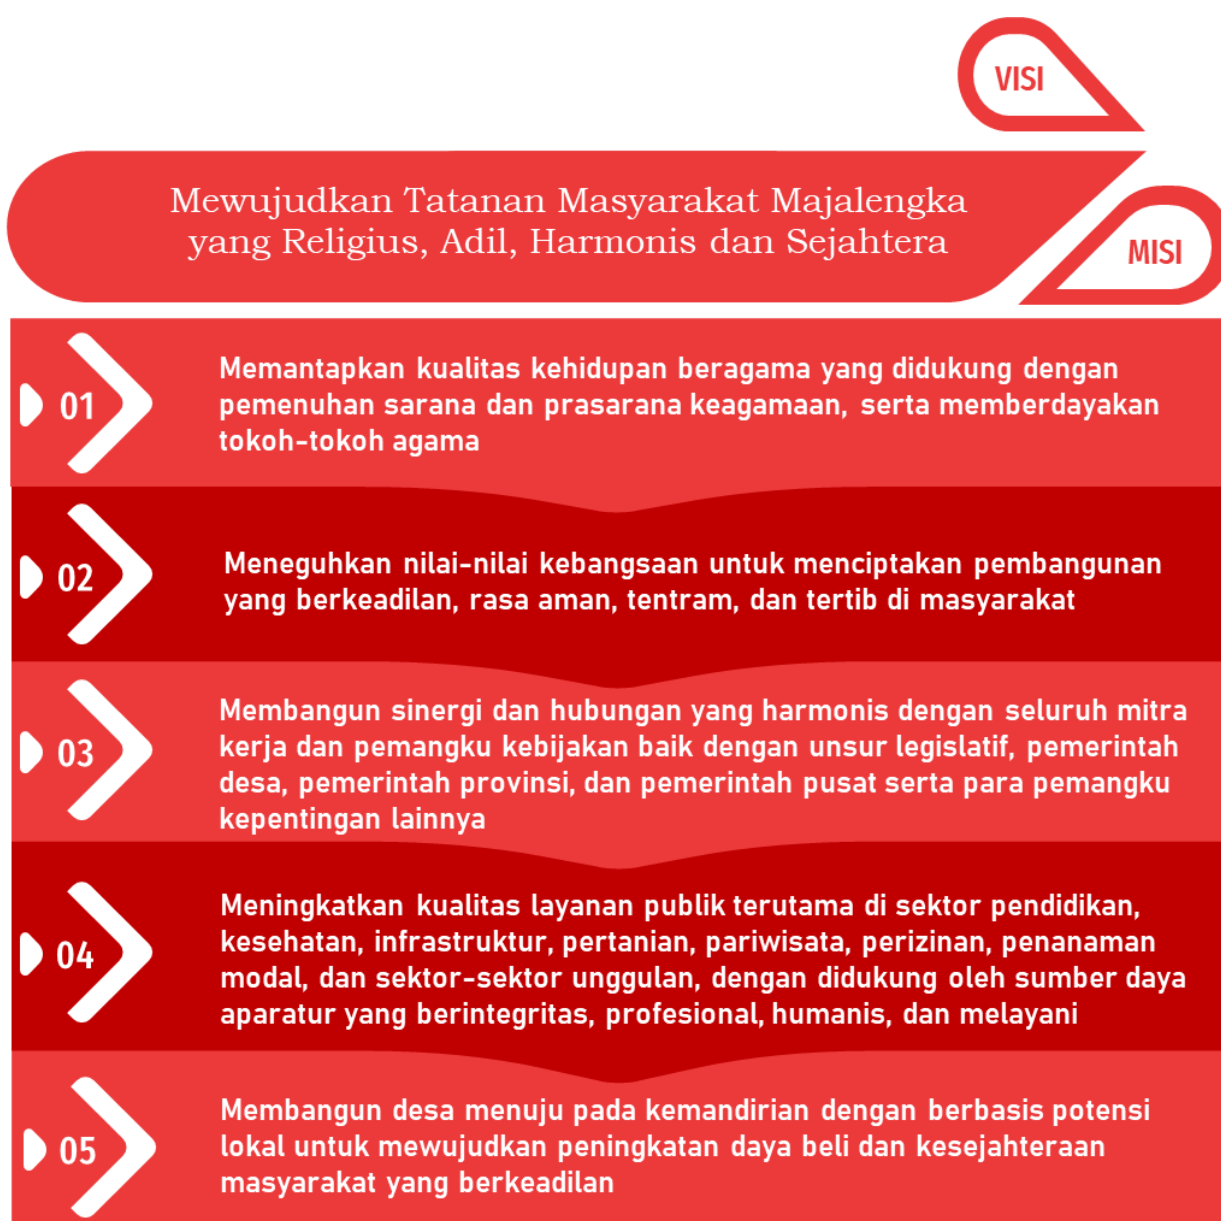 VISI
Mewujudkan Tatanan Masyarakat Majalengka
yang Religius, Adil, Harmonis dan Sejahtera
MISI
01
Memantapkan kualitas kehidupan beragama yang didukung dengan
pemenuhan sarana dan prasarana keagamaan, serta memberdayakan
tokoh-tokoh agama
02
Meneguhkan nilai-nilai kebangsaan untuk menciptakan pembangunan
yang berkeadilan, rasa aman, tentram, dan tertib di masyarakat
03
Membangun sinergi dan hubungan yang harmonis dengan seluruh mitra
kerja dan pemangku kebijakan baik dengan unsur legislatif, pemerintah
desa, pemerintah provinsi, dan pemerintah pusat serta para pemangku
kepentingan lainnya
04
Meningkatkan kualitas layanan publik terutama di sektor pendidikan,
kesehatan, infrastruktur, pertanian, pariwisata, perizinan, penanaman
modal, dan sektor-sektor unggulan, dengan didukung oleh sumber daya
aparatur yang berintegritas, profesional, humanis, dan melayani
05
Membangun desa menuju pada kemandirian dengan berbasis potensi
lokal untuk mewujudkan peningkatan daya beli dan kesejahteraan
masyarakat yang berkeadilan